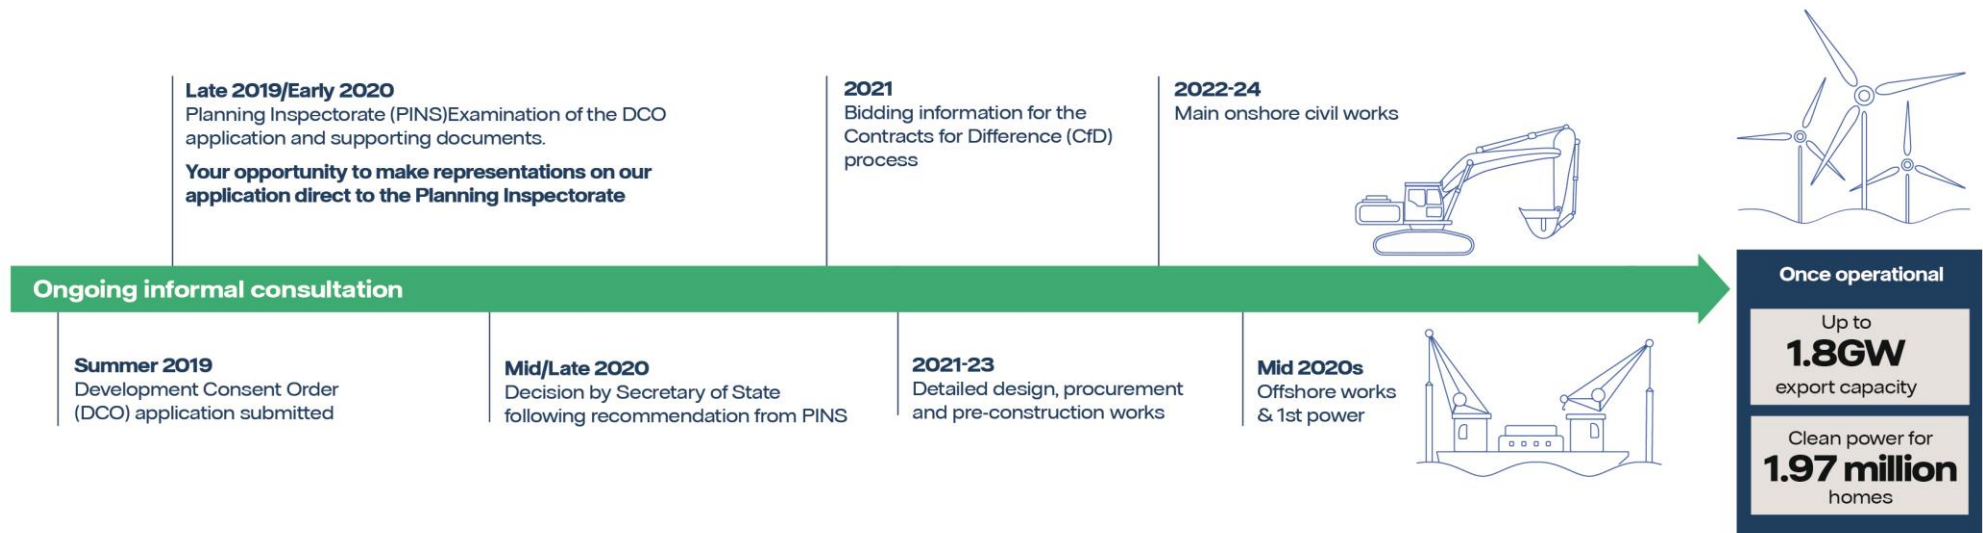 Late 2019/Early 2020
Planning Inspectorate (PINS)Examination of the DCO
application and supporting documents.
Your opportunity to make representations on our
application direct to the Planning Inspectorate
2021
Bidding information for the
Contracts for Difference (CfD)
process
2022-24
Main onshore civil works
Ongoing informal consultation
Summer 2019
Development Consent Order
(DCO) application submitted
Mid/Late 2020
Decision by Secretary of State
following recommendation from PINS
2021-23
Detailed design, procurement
and pre-construction works
Mid 2020s
Offshore works
& 1st power
Once operational
Up to
1.8GW
export capacity
Clean power for
1.97 million
homes